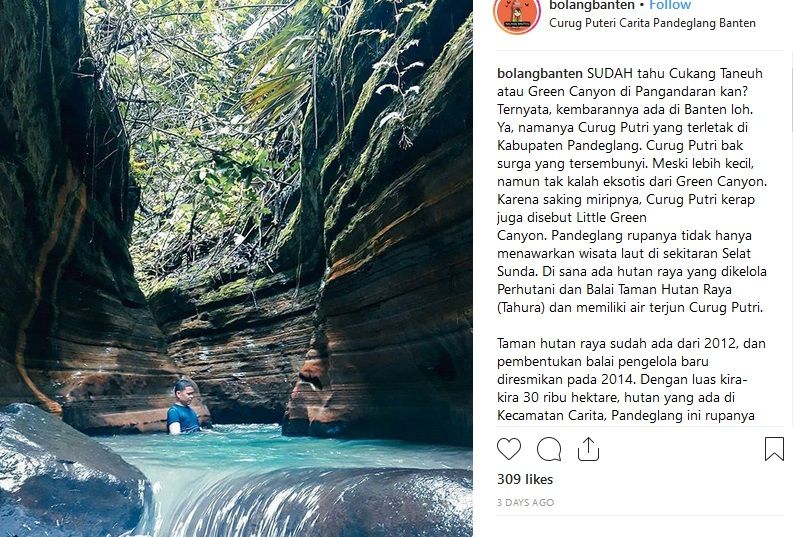 bolangbanten • Follow
Curug Puteri Carita Pandeglang Banten
bolangbanten SUDAH tahu Cukang Taneuh
atau Green Canyon di Pangandaran kan?
Ternyata, kembarannya ada di Banten loh.
Ya, namanya Curug Putri yang terletak di
Kabupaten Pandeglang. Curug Putri bak
surga yang tersembunyi. Meski lebih kecil,
namun tak kalah eksotis dari Green Canyon.
Karena saking miripnya, Curug Putri kerap
juga disebut Little Green
Canyon. Pandeglang rupanya tidak hanya
menawarkan wisata laut di sekitaran Selat
Sunda. Di sana ada hutan raya yang dikelola
Perhutani dan Balai Taman Hutan Raya
(Tahura) dan memiliki air terjun Curug Putri.
Taman hutan raya sudah ada dari 2012, dan
pembentukan balai pengelola baru
diresmikan pada 2014. Dengan luas kira-
kira 30 ribu hektare, hutan yang ada di
Kecamatan Carita, Pandeglang ini rupanya
309 likes
3 DAYS AGO